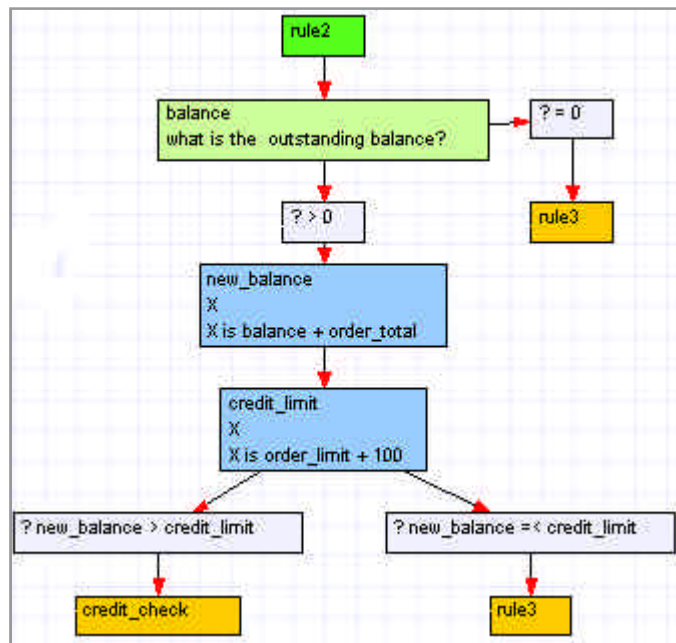 rule2
balance
what is the outstanding balance?
? = 0
? > 0
rule3
new_balance
X
X is balance + order_total
credit_limit
X
X is order_limit + 100
? new_balance > credit_limit
? new_balance =< credit_limit
credit_check
rule3